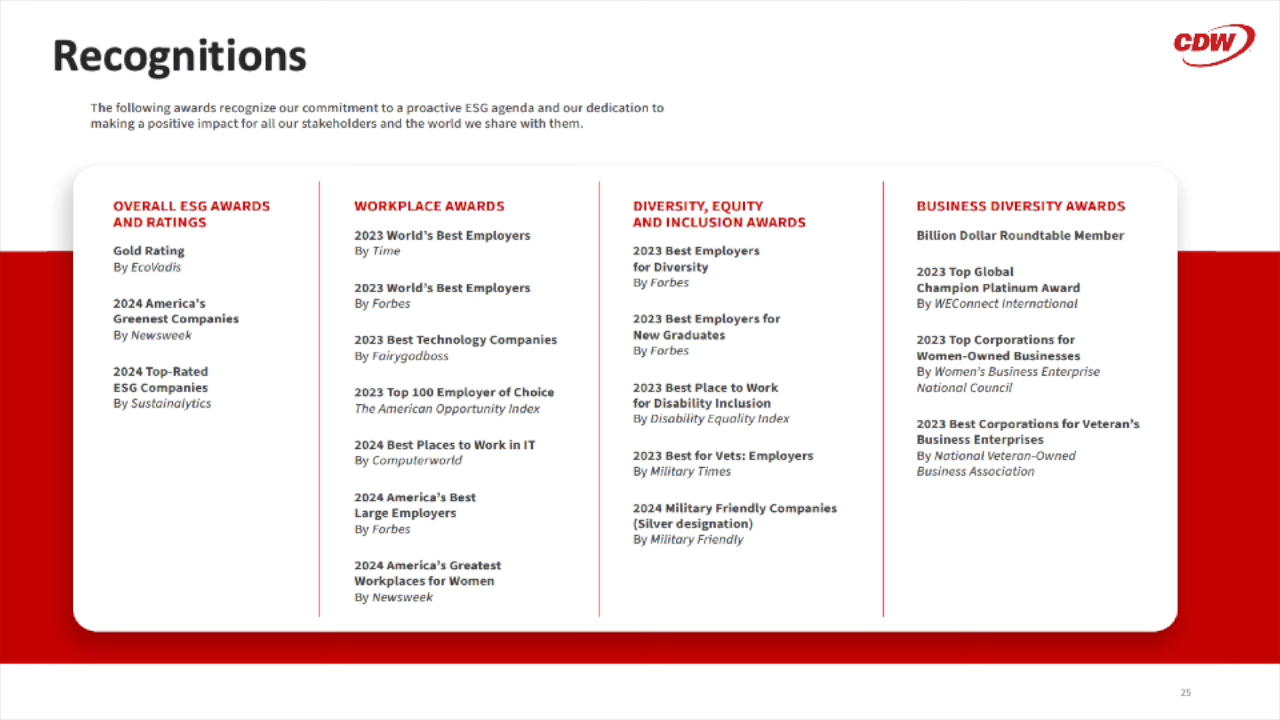 Recognitions
CDW
The following awards recognize our commitment to a proactive ESG agenda and our dedication to
making a positive impact for all our stakeholders and the world we share with them.
OVERALL ESG AWARDS
AND RATINGS
Gold Rating
By EcoVadis
2024 America's
Greenest Companies
By Newsweek
2024 Top-Rated
ESG Companies
By Sustainalytics
WORKPLACE AWARDS
2023 World's Best Employers
By Time
2023 World's Best Employers
By Forbes
2023 Best Technology Companies
By Fairygodboss
2023 Top 100 Employer of Choice
The American Opportunity Index
2024 Best Places to Work in IT
By Computerworld
2024 America's Best
Large Employers
By Forbes
2024 America's Greatest
Workplaces for Women
By Newsweek
DIVERSITY, EQUITY
AND INCLUSION AWARDS
2023 Best Employers
for Diversity
By Forbes
2023 Best Employers for
New Graduates
By Forbes
2023 Best Place to Work
for Disability Inclusion
By Disability Equality Index
2023 Best for Vets: Employers
By Military Times
2024 Military Friendly Companies
(Silver designation)
By Military Friendly
BUSINESS DIVERSITY AWARDS
Billion Dollar Roundtable Member
2023 Top Global
Champion Platinum Award
By WEConnect International
2023 Top Corporations for
Women-Owned Businesses
By Women's Business Enterprise
National Council
2023 Best Corporations for Veteran's
Business Enterprises
By National Veteran-Owned
Business Association
25